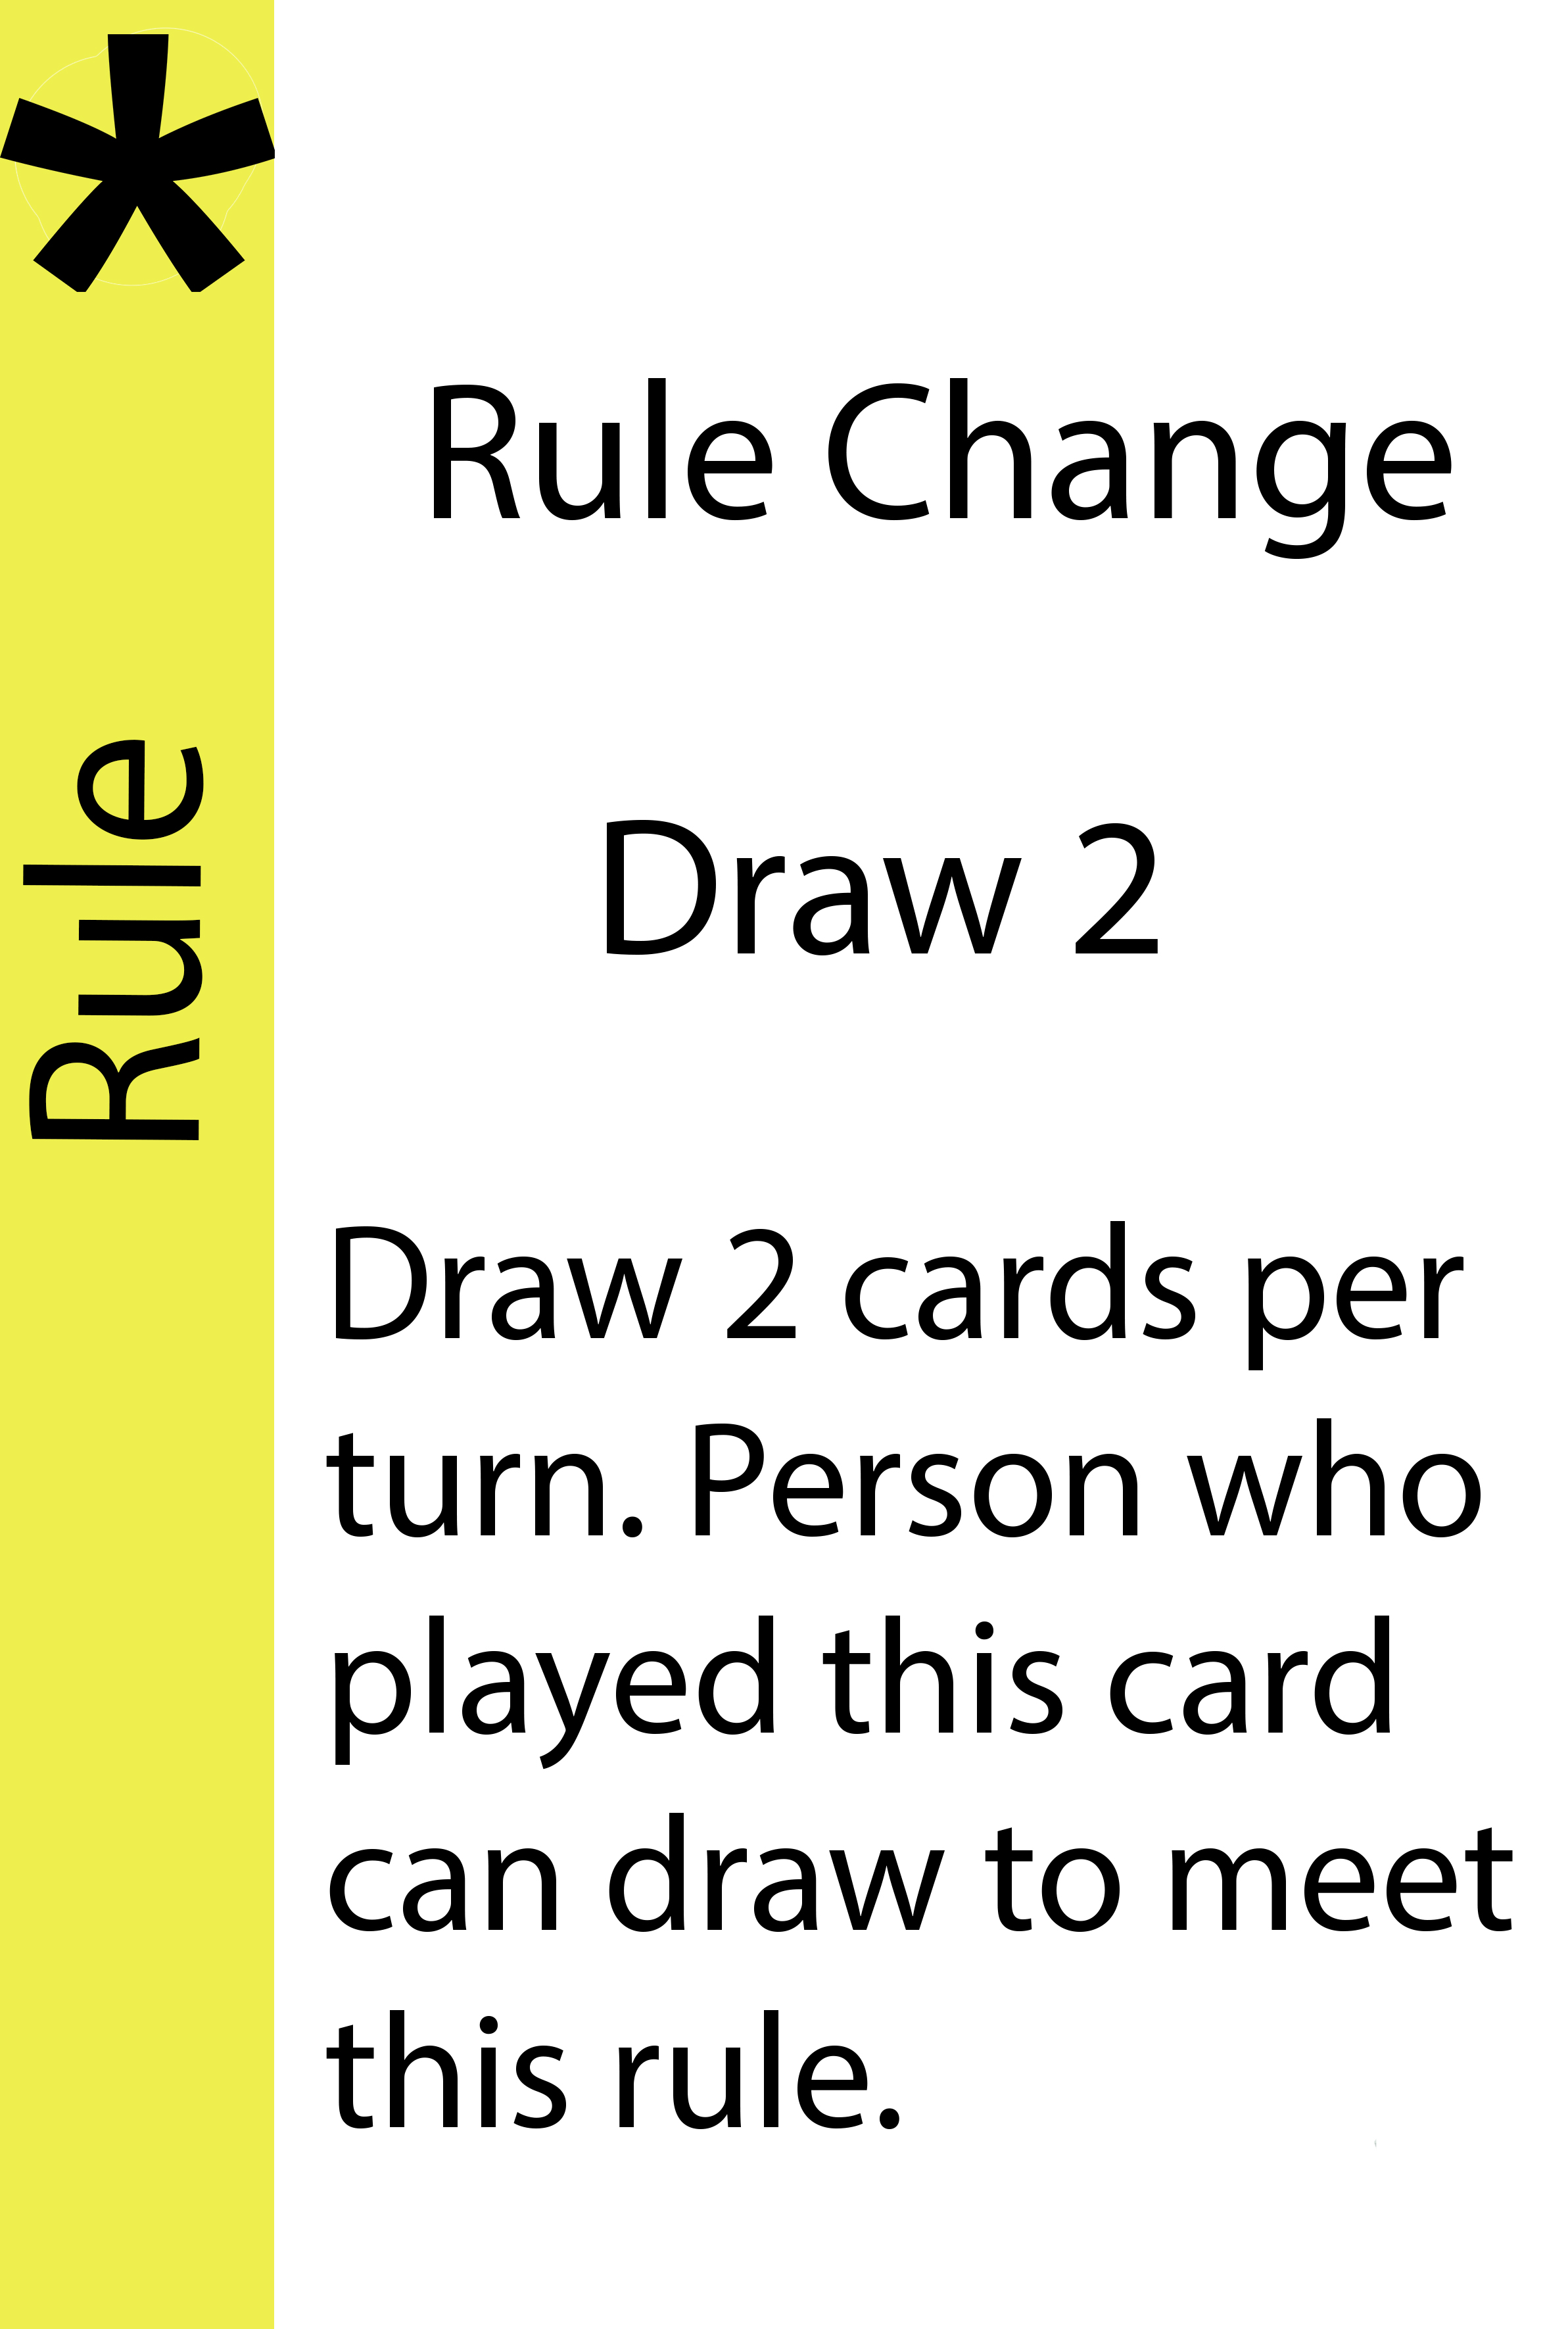 *
Rule
Rule Change
Draw 2
Draw 2 cards per
turn. Person who
played this card
can draw to meet
this rule.